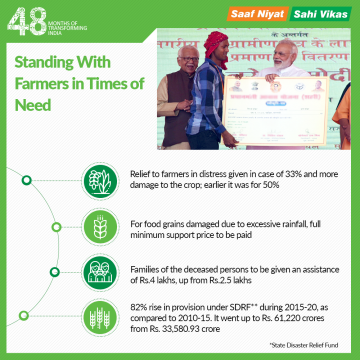 48 MONTHS OF
TRANSFORMING
INDIA
Saaf Niyat Sahi Vikas
Standing With
Farmers in Times of
Need
Relief to farmers in distress given in case of 33% and more
damage to the crop; earlier it was for 50%
For food grains damaged due to excessive rainfall, full
minimum support price to be paid
Families of the deceased persons to be given an assistance
of Rs.4 lakhs, up from Rs.2.5 lakhs
82% rise in provision under SDRF** during 2015-20, as
compared to 2010-15. It went up to Rs. 61,220 crores
from Rs. 33,580.93 crore
*State Disaster Relief Fund